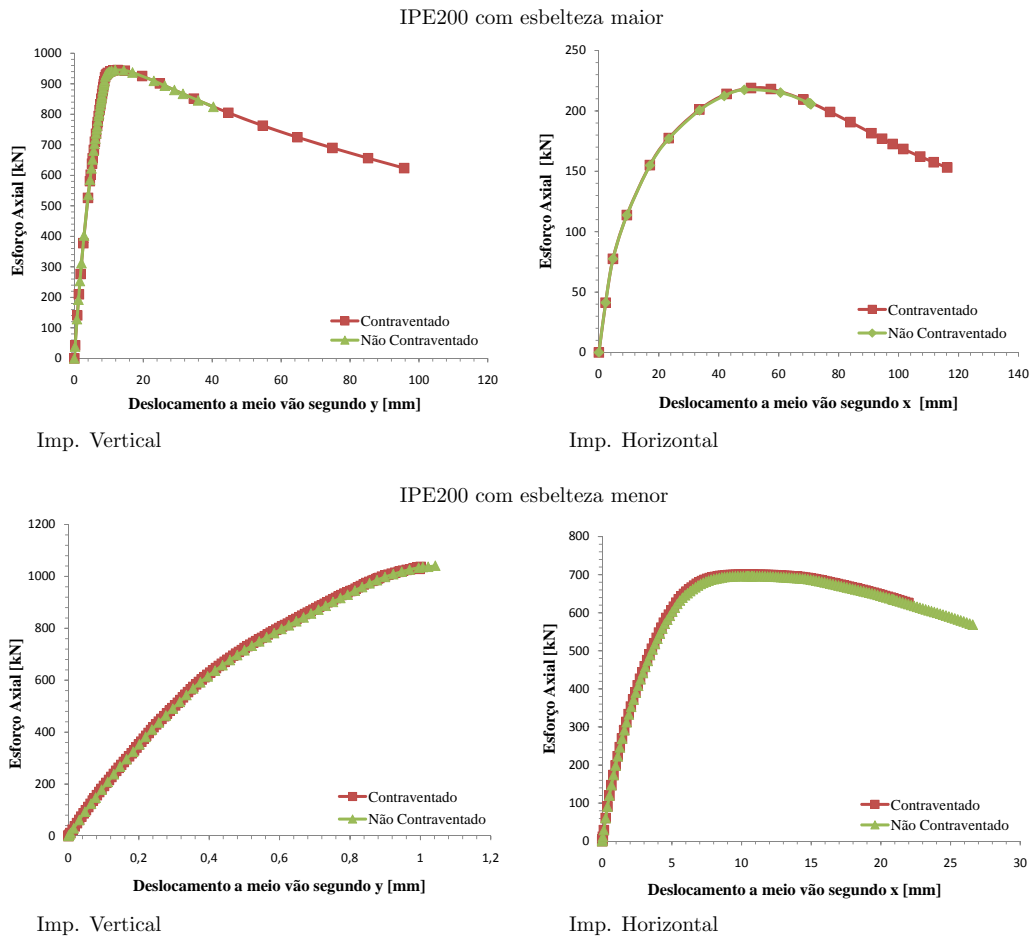 IPE200 com esbelteza maior
1000
900
800
700
600
500
400
300
200
100
0
Esforço Axial [kN]
Contraventado
Não Contraventado
0 20 40 60 80 100 120
Deslocamento a meio vão segundo y [mm]
Imp. Vertical
250
200
150
100
50
0
Esforço Axial [kN]
Contraventado
Não Contraventado
0 20 40 60 80 100 120 140
Deslocamento a meio vão segundo x [mm]
Imp. Horizontal
IPE200 com esbelteza menor
1200
1000
800
600
400
200
0
Esforço Axial [kN]
Contraventado
Não Contraventado
0 0,2 0,4 0,6 0,8 1 1,2
Deslocamento a meio vão segundo y [mm]
Imp. Vertical
800
700
600
500
400
300
200
100
0
Esforço Axial [kN]
Contraventado
Não Contraventado
0 5 10 15 20 25 30
Deslocamento a meio vão segundo x [mm]
Imp. Horizontal